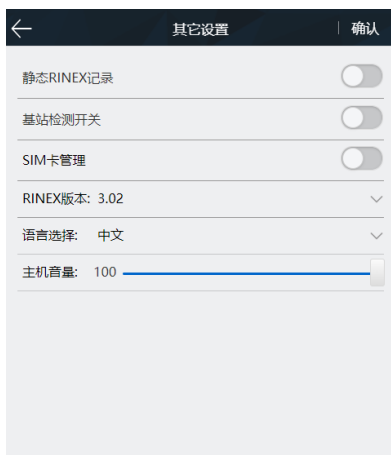 其它设置 确认
静态RINEX记录
基站检测开关
SIM卡管理
RINEX版本: 3.02
语言选择: 中文
主机音量: 100